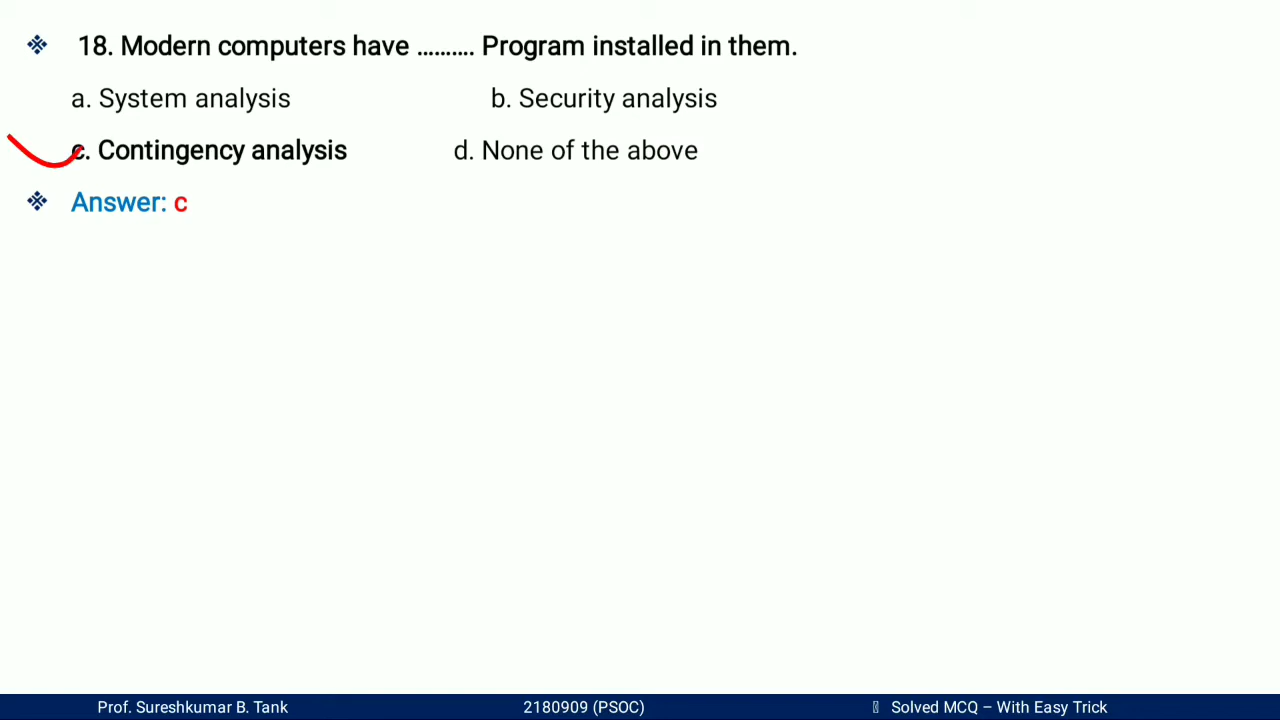 ❖ 18. Modern computers have .......... Program installed in them.
a. System analysis b. Security analysis
c. Contingency analysis d. None of the above
❖ Answer: c
Prof. Sureshkumar B. Tank 2180909 (PSOC) Solved MCQ – With Easy Trick